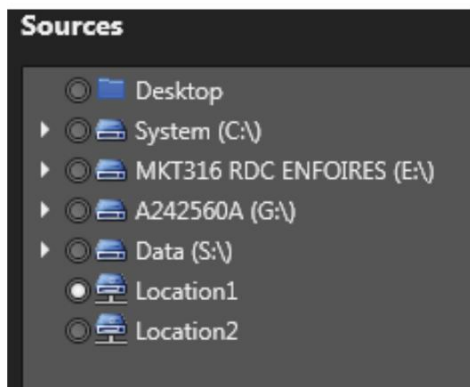 Sources
Desktop
System (C:\)
MKT316 RDC ENFOIRES (E:\)
A242560A (G:\)
Data (S:\)
Location1
Location2